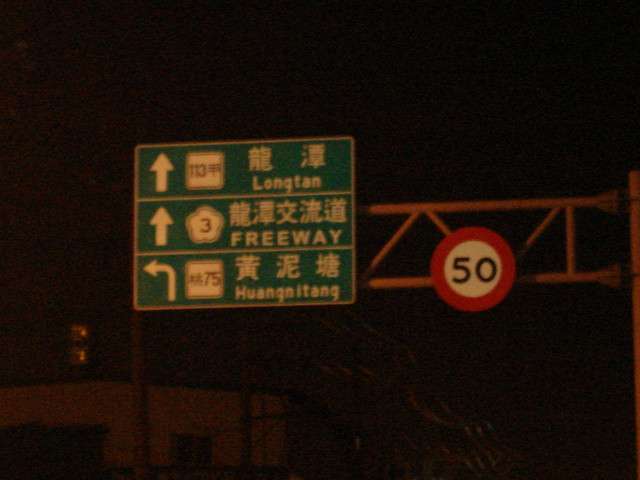 113甲 龍潭
Longtan
3 龍潭交流道
FREEWAY
桃75 黃泥塘
Huangnitang
50